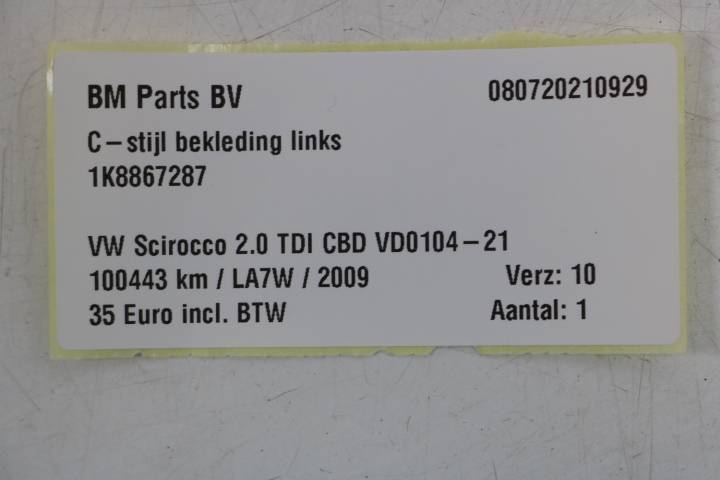 BM Parts BV 080720210929
C-stijl bekleding links
1K8867287
VW Scirocco 2.0 TDI CBD VD0104-21
100443 km / LA7W / 2009 Verz: 10
35 Euro incl. BTW Aantal: 1